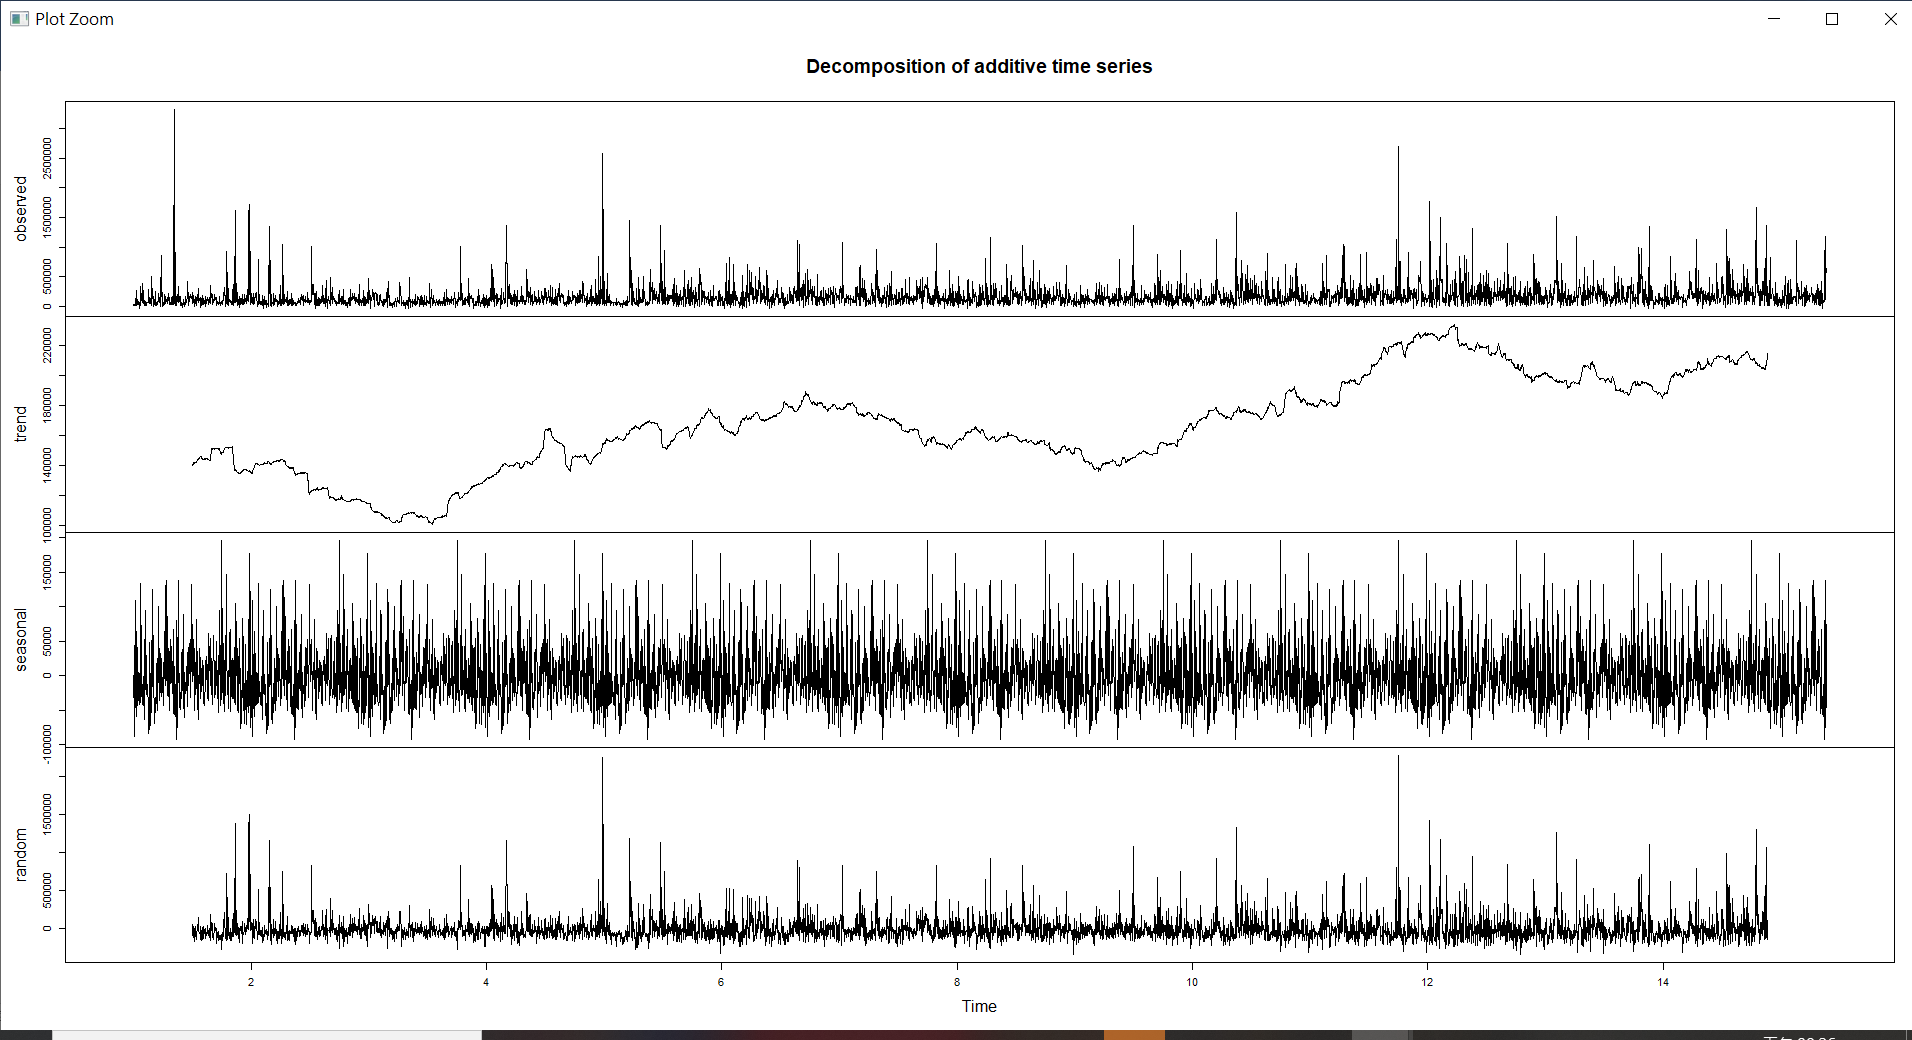 Plot Zoom
Decomposition of additive time series
observed
0 500000 1500000 2500000
trend
100000 140000 180000 220000
seasonal
-100000 0 50000 150000
random
0 500000 1500000
2 4 6 8 10 12 14
Time